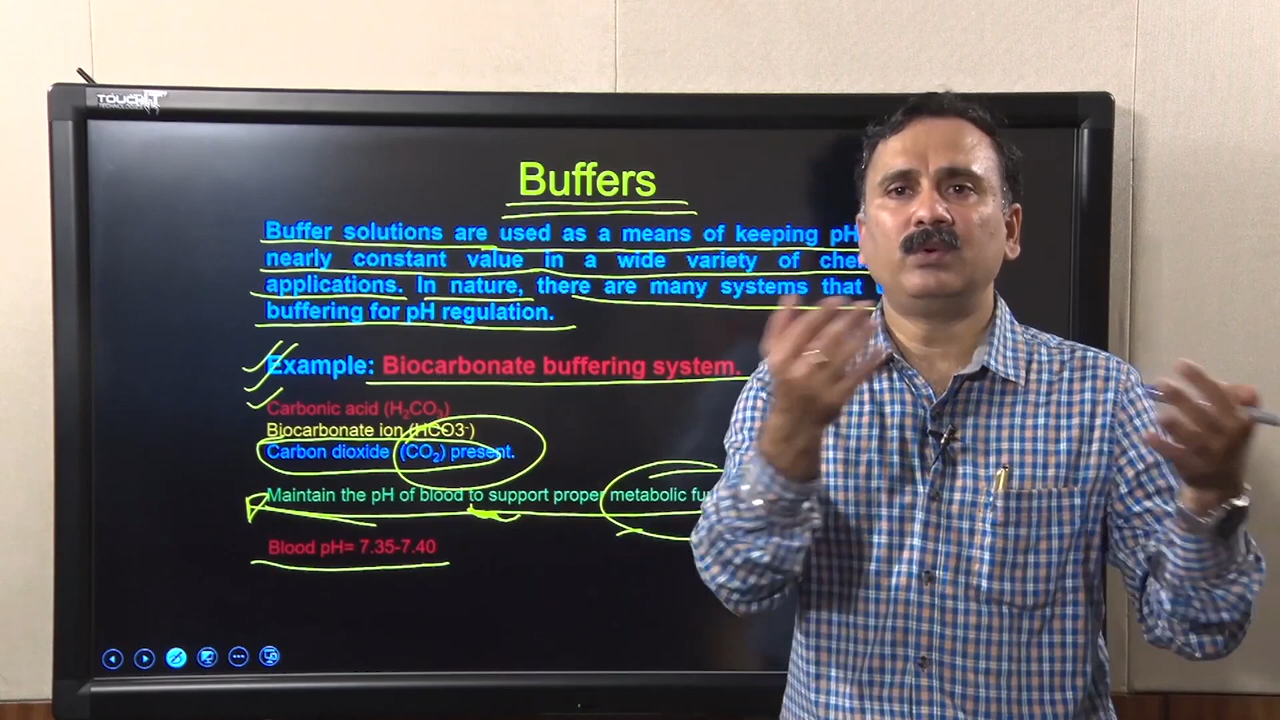 TOUCHIT
TECHNOLOGIES
Buffers
Buffer solutions are used as a means of keeping pH
nearly constant value in a wide variety of
applications. In nature, there are many systems that
buffering for pH regulation.
Example: Biocarbonate buffering system.
Carbonic acid (H₂CO₃)
Biocarbonate ion (HCO3⁻)
Carbon dioxide (CO₂) present.
Maintain the pH of blood to support proper metabolic
Blood pH= 7.35-7.40